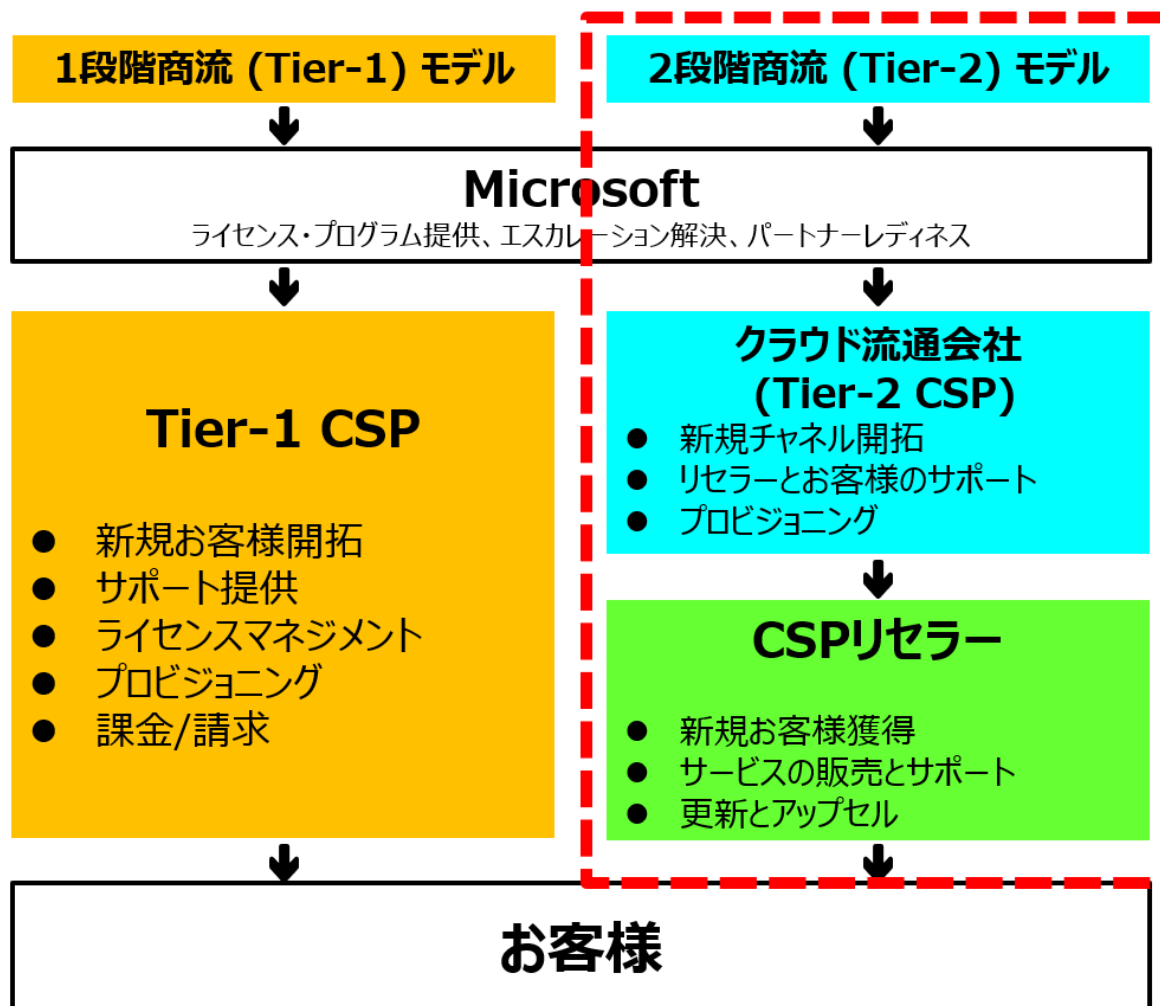 1段階商流 (Tier-1) モデル
2段階商流 (Tier-2) モデル
Microsoft
ライセンス・プログラム提供、エスカレーション解決、パートナーレディネス
Tier-1 CSP
● 新規お客様開拓
● サポート提供
● ライセンスマネジメント
● プロビジョニング
● 課金/請求
クラウド流通会社
(Tier-2 CSP)
● 新規チャネル開拓
● リセラーとお客様のサポート
● プロビジョニング
CSPリセラー
● 新規お客様獲得
● サービスの販売とサポート
● 更新とアップセル
お客様